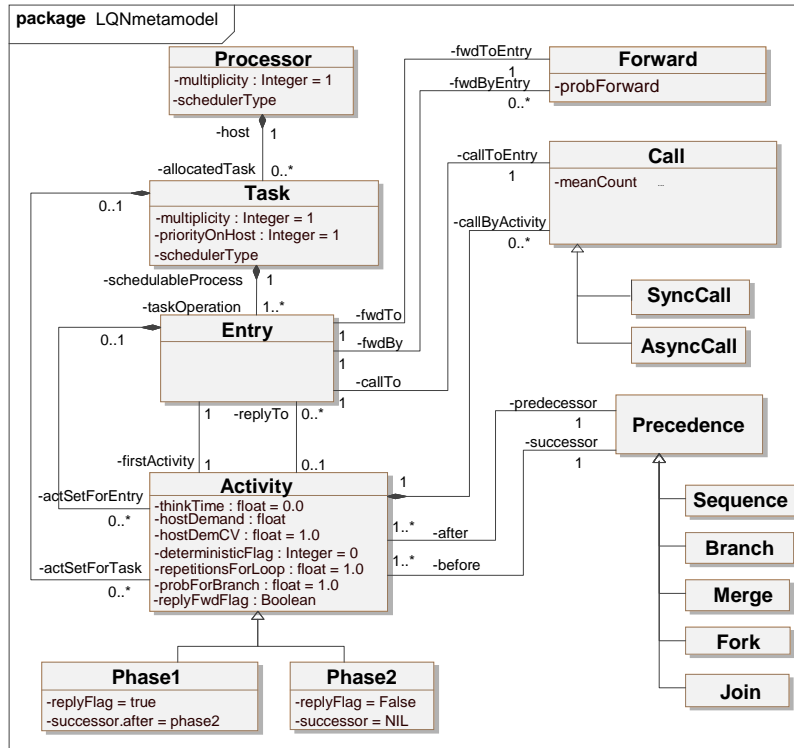 package LQNmetamodel
Processor
-multiplicity : Integer = 1
-schedulerType
-host
1
-allocatedTask
0..*
Task
-multiplicity : Integer = 1
-priorityOnHost : Integer = 1
-schedulerType
0..1
-schedulableProcess
1
-taskOperation
1..*
Entry
0..1
-fwdTo
1
-fwdBy
1
-callTo
1
-fwdToEntry
1
-fwdByEntry
0..*
Forward
-probForward
-callToEntry
1
-callByActivity
0..*
Call
-meanCount ...
SyncCall
AsyncCall
1
-replyTo
0..*
-firstActivity
1
0..1
-actSetForEntry
0..*
-actSetForTask
0..*
Activity
-thinkTime : float = 0.0
-hostDemand : float
-hostDemCV : float = 1.0
-deterministicFlag : Integer = 0
-repetitionsForLoop : float = 1.0
-probForBranch : float = 1.0
-replyFwdFlag : Boolean
1
1..*
-after
1..*
-before
-predecessor
1
-successor
1
Precedence
Sequence
Branch
Merge
Fork
Join
Phase1
-replyFlag = true
-successor.after = phase2
Phase2
-replyFlag = False
-successor = NIL